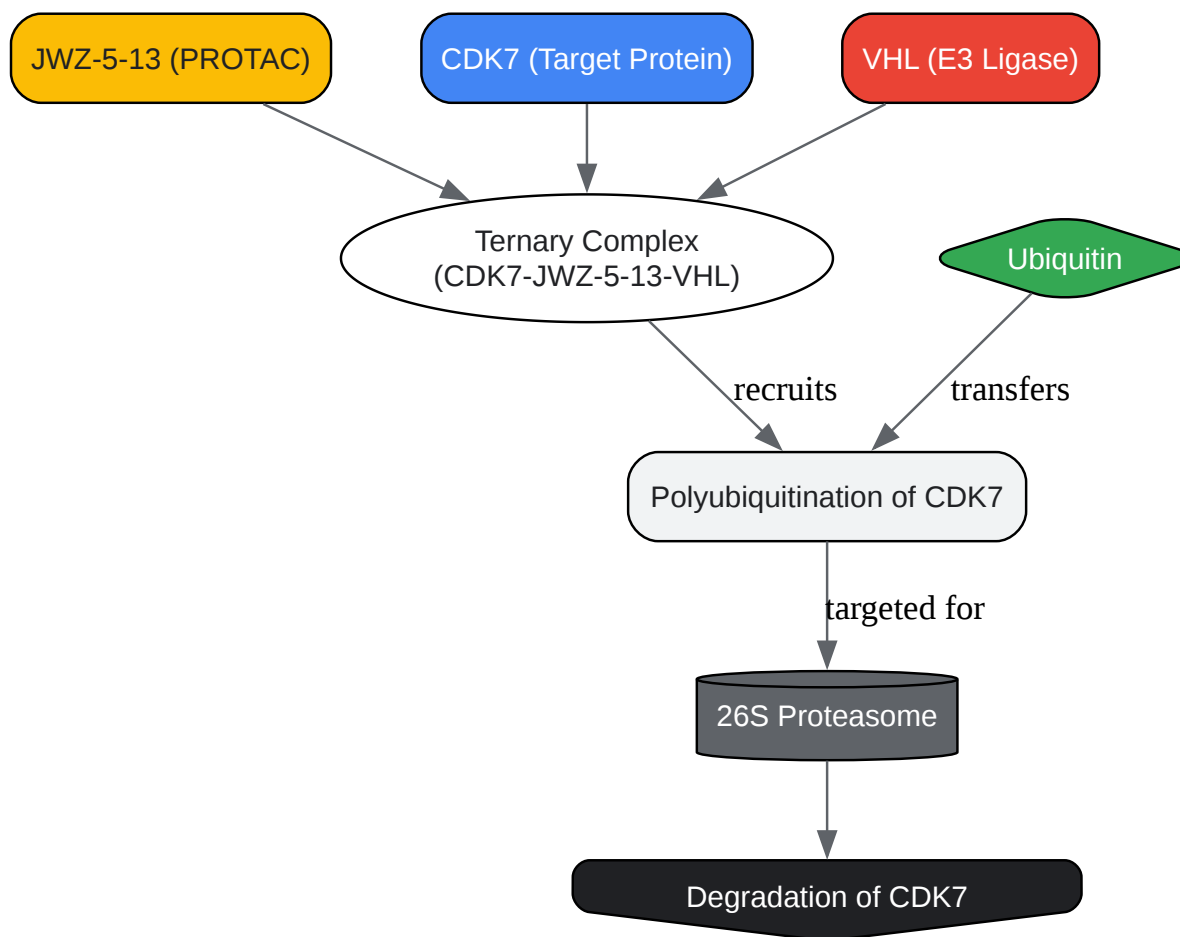 JWZ-5-13 (PROTAC)
CDK7 (Target Protein)
VHL (E3 Ligase)
Ternary Complex
(CDK7-JWZ-5-13-VHL)
Ubiquitin
recruits
transfers
Polyubiquitination of CDK7
targeted for
26S Proteasome
Degradation of CDK7